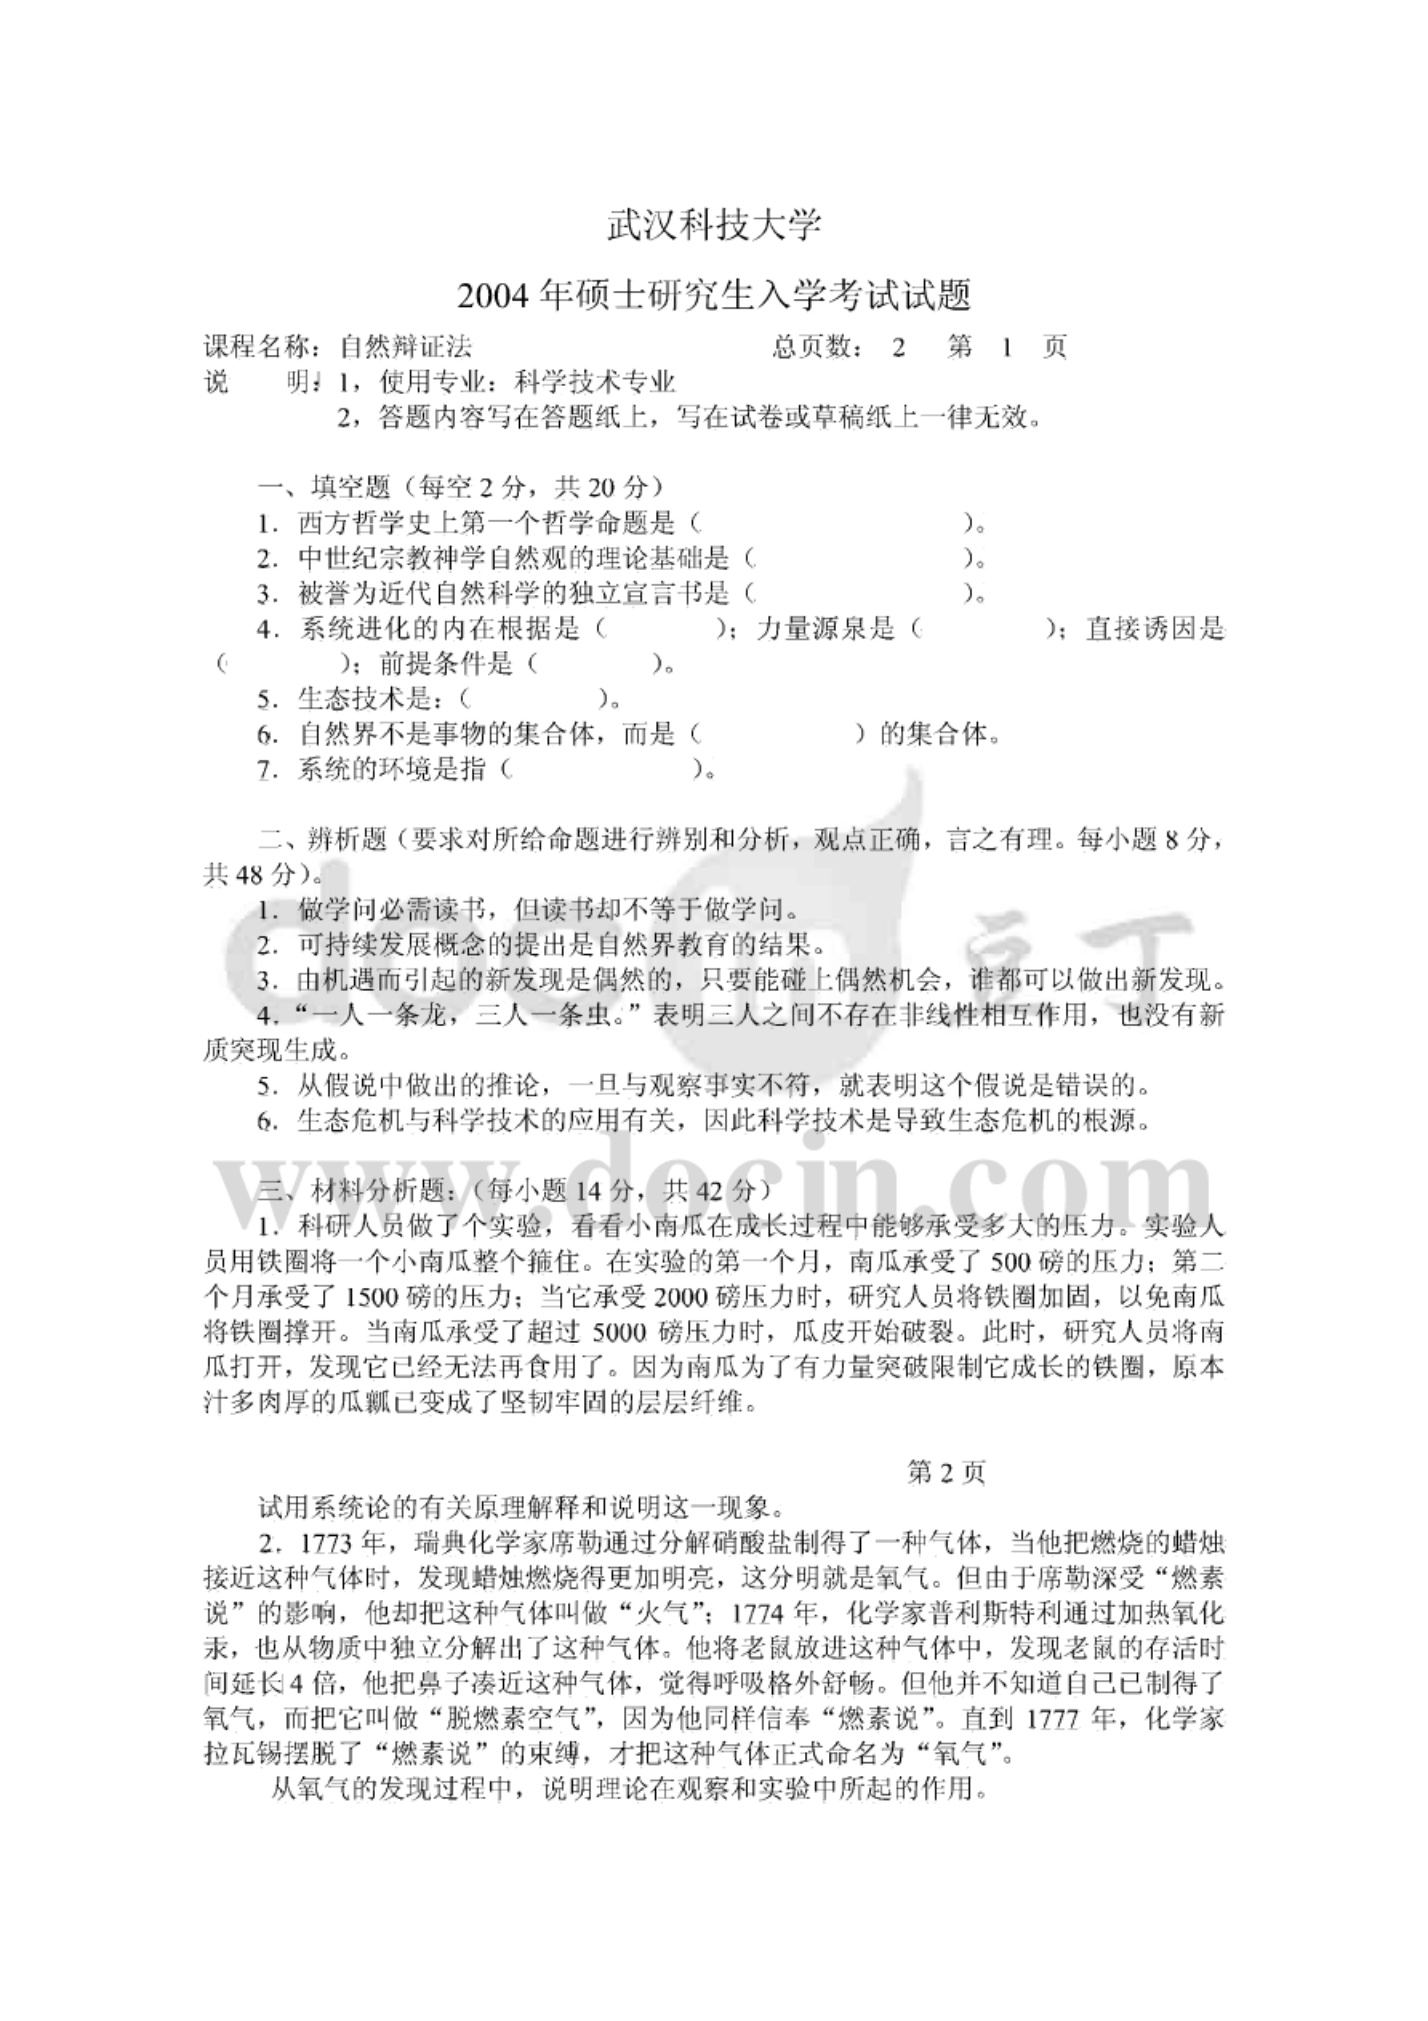 武汉科技大学
2004 年硕士研究生入学考试试题
课程名称：自然辩证法 总页数： 2 第 1 页
说 明：1，使用专业：科学技术专业
2，答题内容写在答题纸上，写在试卷或草稿纸上一律无效。
一、填空题（每空 2 分，共 20 分）
1．西方哲学史上第一个哲学命题是（ ）。
2．中世纪宗教神学自然观的理论基础是（ ）。
3．被誉为近代自然科学的独立宣言书是（ ）。
4．系统进化的内在根据是（ ）；力量源泉是（ ）；直接诱因是
（ ）；前提条件是（ ）。
5．生态技术是：（ ）。
6．自然界不是事物的集合体，而是（ ）的集合体。
7．系统的环境是指（ ）。
二、辨析题（要求对所给命题进行辨别和分析，观点正确，言之有理。每小题 8 分，
共 48 分）。
1．做学问必需读书，但读书却不等于做学问。
2．可持续发展概念的提出是自然界教育的结果。
3．由机遇而引起的新发现是偶然的，只要能碰上偶然机会，谁都可以做出新发现。
4．“一人一条龙，三人一条虫。”表明三人之间不存在非线性相互作用，也没有新
质突现生成。
5．从假说中做出的推论，一旦与观察事实不符，就表明这个假说是错误的。
6．生态危机与科学技术的应用有关，因此科学技术是导致生态危机的根源。
docin 豆丁
www.docin.com
三、材料分析题：（每小题 14 分，共 42 分）
1．科研人员做了个实验，看看小南瓜在成长过程中能够承受多大的压力。实验人
员用铁圈将一个小南瓜整个箍住。在实验的第一个月，南瓜承受了 500 磅的压力；第二
个月承受了 1500 磅的压力；当它承受 2000 磅压力时，研究人员将铁圈加固，以免南瓜
将铁圈撑开。当南瓜承受了超过 5000 磅压力时，瓜皮开始破裂。此时，研究人员将南
瓜打开，发现它已经无法再食用了。因为南瓜为了有力量突破限制它成长的铁圈，原本
汁多肉厚的瓜瓤已变成了坚韧牢固的层层纤维。
第 2 页
试用系统论的有关原理解释和说明这一现象。
2．1773 年，瑞典化学家席勒通过分解硝酸盐制得了一种气体，当他把燃烧的蜡烛
接近这种气体时，发现蜡烛燃烧得更加明亮，这分明就是氧气。但由于席勒深受“燃素
说”的影响，他却把这种气体叫做“火气”；1774 年，化学家普利斯特利通过加热氧化
汞，也从物质中独立分解出了这种气体。他将老鼠放进这种气体中，发现老鼠的存活时
间延长 4 倍，他把鼻子凑近这种气体，觉得呼吸格外舒畅。但他并不知道自己已制得了
氧气，而把它叫做“脱燃素空气”，因为他同样信奉“燃素说”。直到 1777 年，化学家
拉瓦锡摆脱了“燃素说”的束缚，才把这种气体正式命名为“氧气”。
从氧气的发现过程中，说明理论在观察和实验中所起的作用。